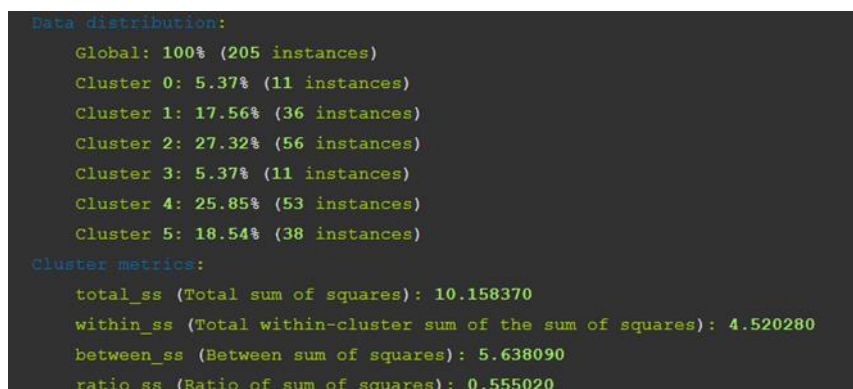 Data distribution:
Global: 100% (205 instances)
Cluster 0: 5.37% (11 instances)
Cluster 1: 17.56% (36 instances)
Cluster 2: 27.32% (56 instances)
Cluster 3: 5.37% (11 instances)
Cluster 4: 25.85% (53 instances)
Cluster 5: 18.54% (38 instances)
Cluster metrics:
total_ss (Total sum of squares): 10.158370
within_ss (Total within-cluster sum of the sum of squares): 4.520280
between_ss (Between sum of squares): 5.638090
ratio_ss (Ratio of sum of squares): 0.555020